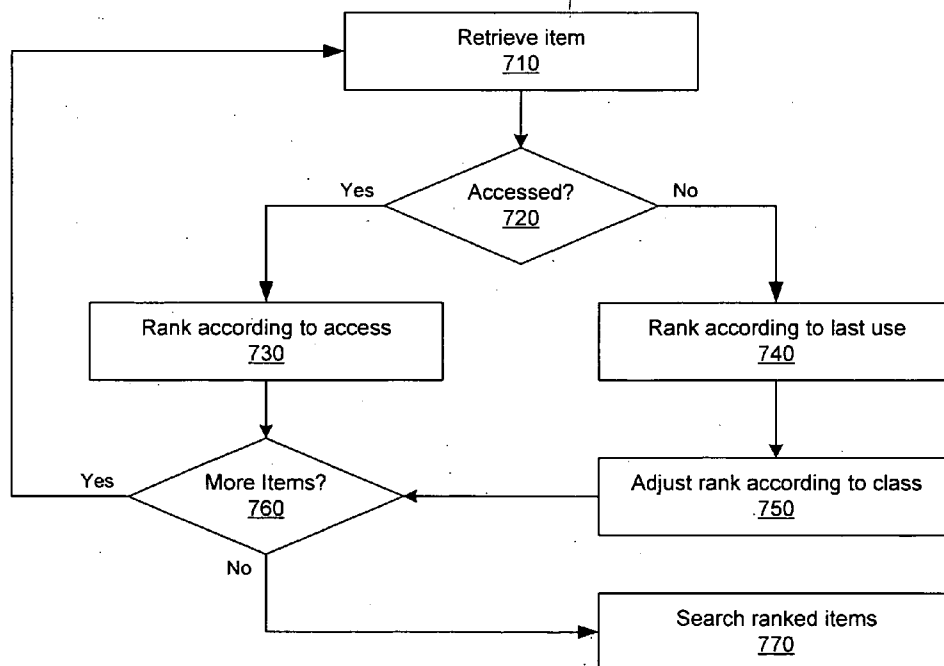 Retrieve item
710
Accessed?
720
Yes
No
Rank according to access
730
Rank according to last use
740
More Items?
760
Yes
No
Adjust rank according to class
750
Search ranked items
770